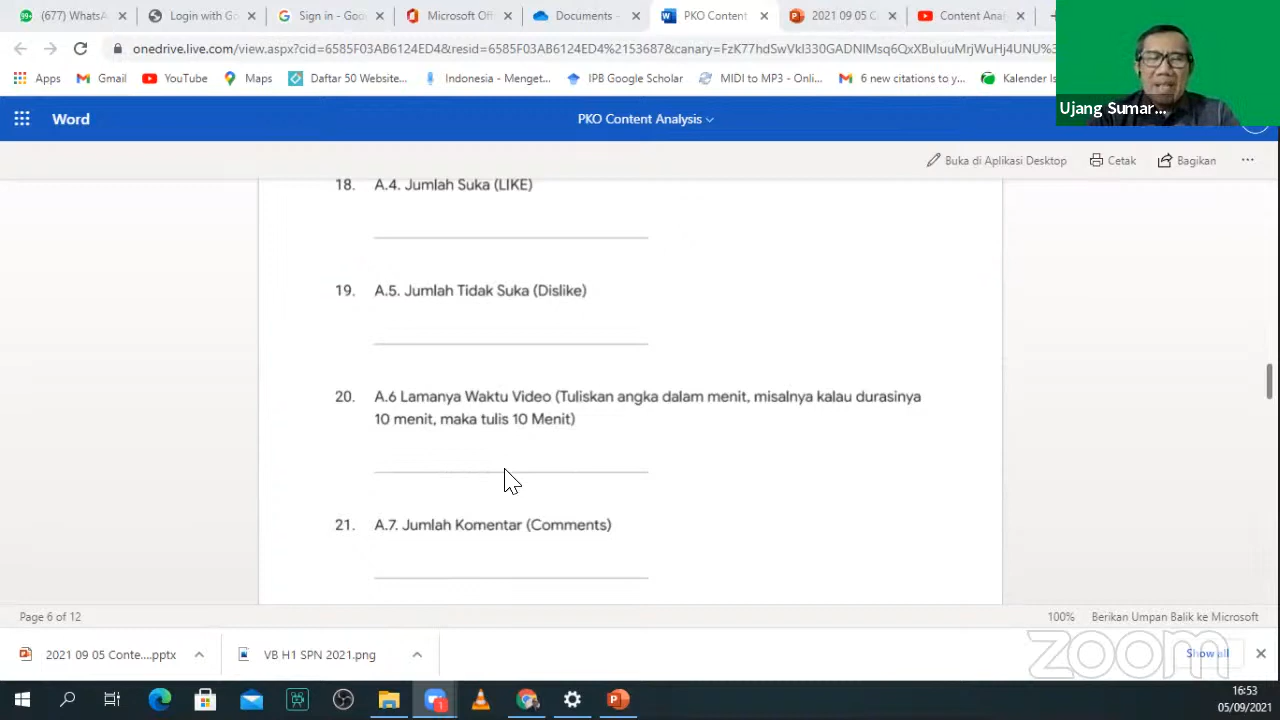 (677) WhatsA
Login with Go
Sign in - Goo
Microsoft Off
Documents -
PKO Content
2021 09 05 C
Content Ana
onedrive.live.com/view.aspx?cid=6585F03AB6124ED4&resid=6585F03AB6124ED4%2153687&canary=
Apps
Gmail
YouTube
Maps
Daftar 50 Website...
Indonesia - Menget...
IPB Google Scholar
MIDI to MP3 - Onli...
6 new citations to y...
Kalender Is
Ujang Sumar...
Word
PKO Content Analysis
Buka di Aplikasi Desktop
Cetak
Bagikan
18. A.4. Jumlah Suka (LIKE)
19. A.5. Jumlah Tidak Suka (Dislike)
20. A.6 Lamanya Waktu Video (Tuliskan angka dalam menit, misalnya kalau durasinya
10 menit, maka tulis 10 Menit)
21. A.7. Jumlah Komentar (Comments)
Page 6 of 12
100%
Berikan Umpan Balik ke Microsoft
2021 09 05 Conte....pptx
VB H1 SPN 2021.png
zoom
Show all
16:53
05/09/2021